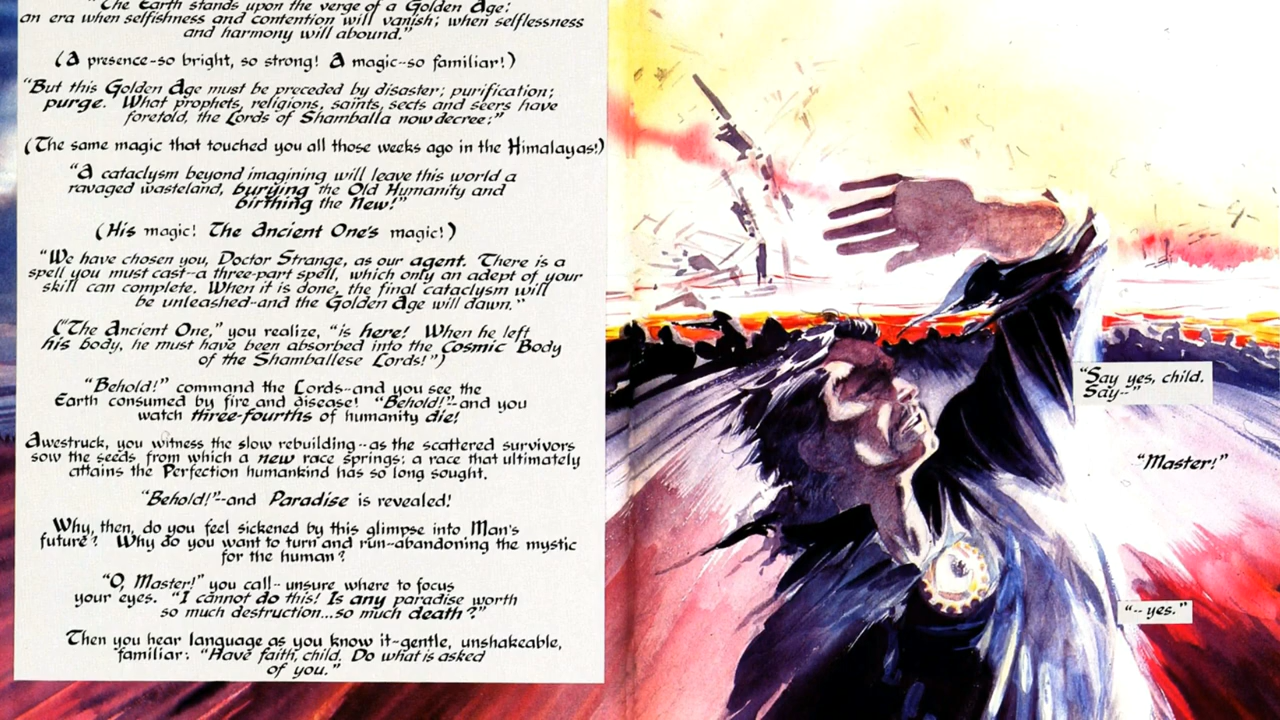 "The Earth stands upon the verge of a Golden Age:
an era when selfishness and contention will vanish; when selflessness
and harmony will abound."
(A presence--so bright, so strong! A magic--so familiar!)
"But this Golden Age must be preceded by disaster; purification;
purge. What prophets, religions, saints, sects and seers have
foretold, the Lords of Shamballa now decree:"
(The same magic that touched you all those weeks ago in the Himalayas!)
"A cataclysm beyond imagining will leave this world a
ravaged wasteland, burying the Old Humanity and
birthing the New!"
(His magic! The Ancient One's magic!)
"We have chosen you, Doctor Strange, as our agent. There is a
spell you must cast--a three-part spell, which only an adept of your
skill can complete. When it is done, the final cataclysm will
be unleashed--and the Golden Age will dawn."
("The Ancient One," you realize, "is here! When he left
his body, he must have been absorbed into the Cosmic Body
of the Shamballese Lords!")
"Behold!" command the Lords--and you see the
Earth consumed by fire and disease! "Behold!"--and you
watch three-fourths of humanity die!
Awestruck, you witness the slow rebuilding--as the scattered survivors
sow the seeds from which a new race springs: a race that ultimately
attains the Perfection humankind has so long sought.
"Behold!"--and Paradise is revealed!
Why, then, do you feel sickened by this glimpse into Man's
future? Why do you want to turn and run--abandoning the mystic
for the human?
"O, Master!" you call--unsure where to focus
your eyes. "I cannot do this! Is any paradise worth
so much destruction...so much death?"
Then you hear language as you know it--gentle, unshakeable,
familiar: "Have faith, child. Do what is asked
of you."
"Say yes, child.
Say--"
"Master!"
"--yes."